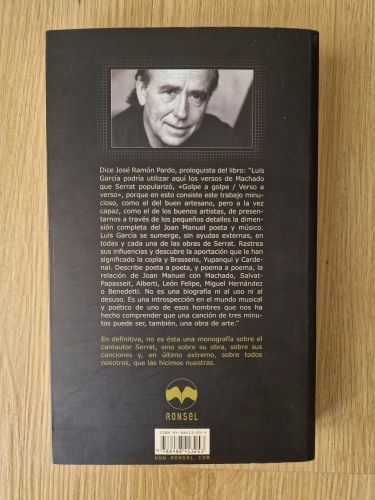 Dice José Ramón Pardo, prologuista del libro: "Luis
García podría utilizar aquí los versos de Machado
que Serrat popularizó, «Golpe a golpe / Verso a
verso», porque en esto consiste este trabajo minu-
cioso, como el del buen artesano, pero a la vez
capaz, como el de los buenos artistas, de presen-
tarnos a través de los pequeños detalles la dimen-
sión completa del Joan Manuel poeta y músico.
Luis García se sumerge, sin ayudas externas, en
todas y cada una de las obras de Serrat. Rastrea
sus influencias y descubre la aportación que le han
significado la copla y Brassens, Yupanqui y Carde-
nal. Describe poeta a poeta, y poema a poema, la
relación de Joan Manuel con Machado, Salvat-
Papasseit, Alberti, León Felipe, Miguel Hernández
o Benedetti. No es una biografía ni al uso ni al
desuso. Es una introspección en el mundo musical
y poético de uno de esos hombres que nos ha
hecho comprender que una canción de tres minu-
tos puede ser, también, una obra de arte."
En definitiva, no es ésta una monografía sobre el
cantautor Serrat, sino sobre su obra, sobre sus
canciones y, en último extremo, sobre todos
nosotros, que las hicimos nuestras.
RONSEL
WWW.RONSEL.COM